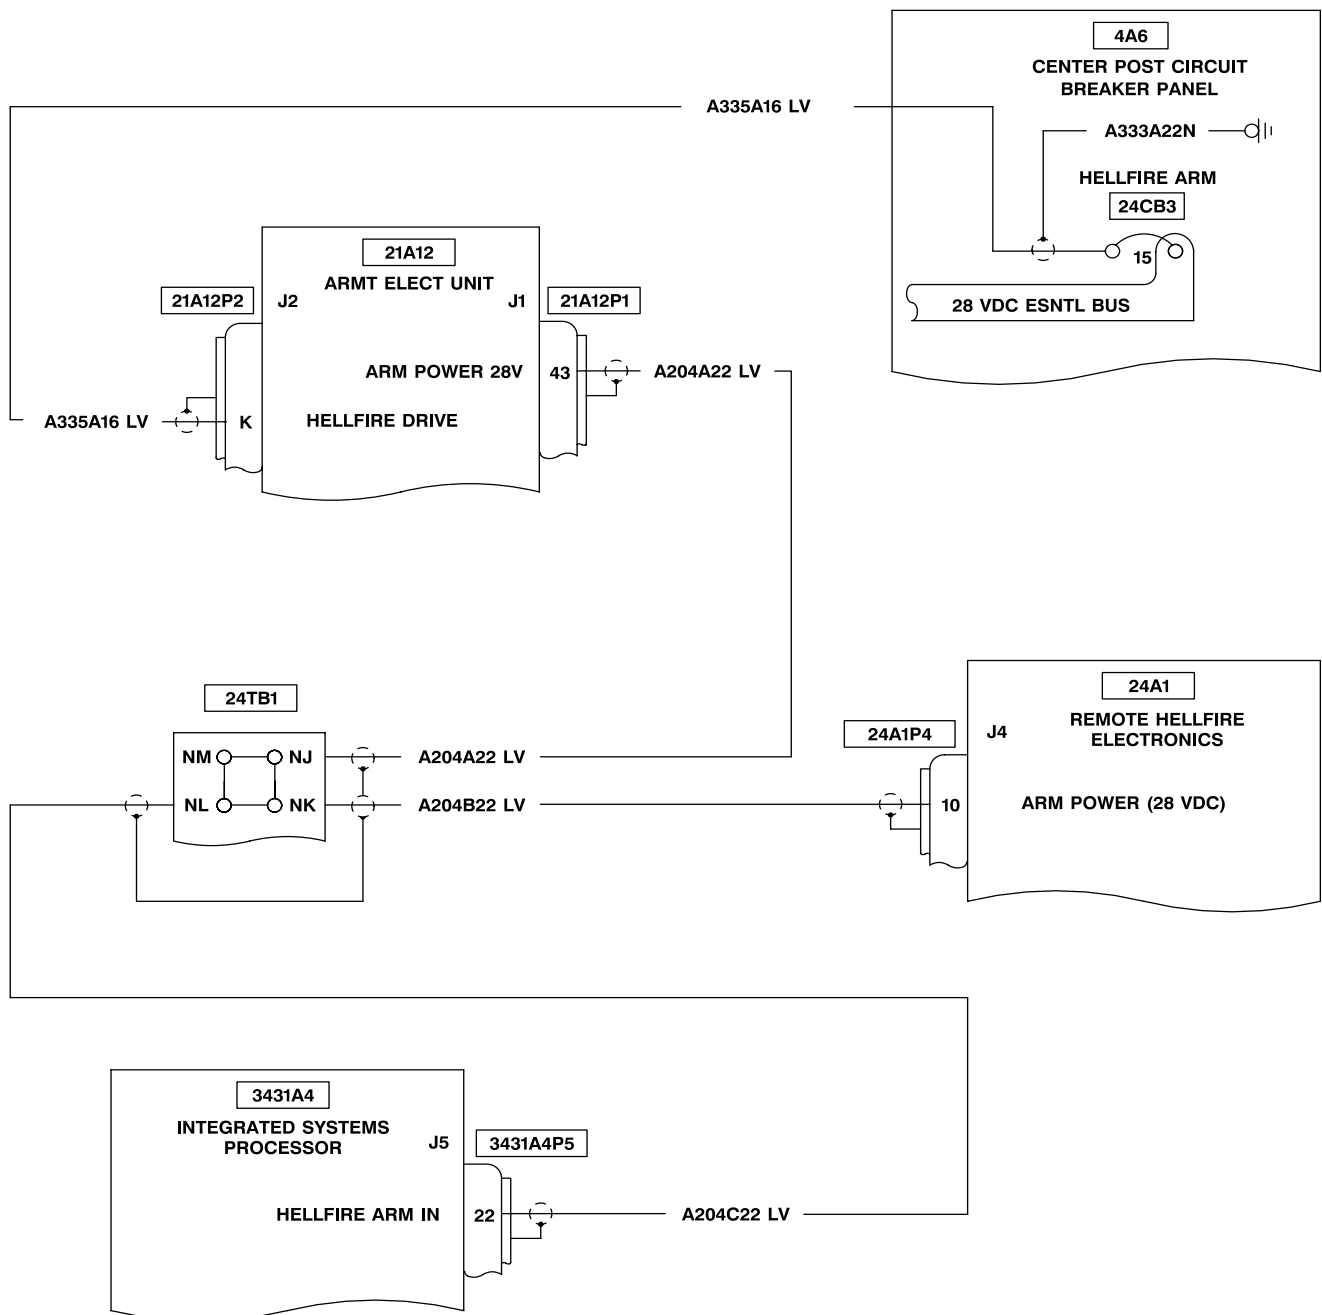 4A6
CENTER POST CIRCUIT
BREAKER PANEL
A335A16 LV
A333A22N
HELLFIRE ARM
24CB3
15
28 VDC ESNTL BUS
21A12
ARMT ELECT UNIT
21A12P2
J2
J1
21A12P1
ARM POWER 28V
43
A204A22 LV
A335A16 LV
K
HELLFIRE DRIVE
24TB1
24A1
REMOTE HELLFIRE
ELECTRONICS
24A1P4
J4
NM
NJ
A204A22 LV
NL
NK
A204B22 LV
10
ARM POWER (28 VDC)
3431A4
INTEGRATED SYSTEMS
PROCESSOR
J5
3431A4P5
HELLFIRE ARM IN
22
A204C22 LV